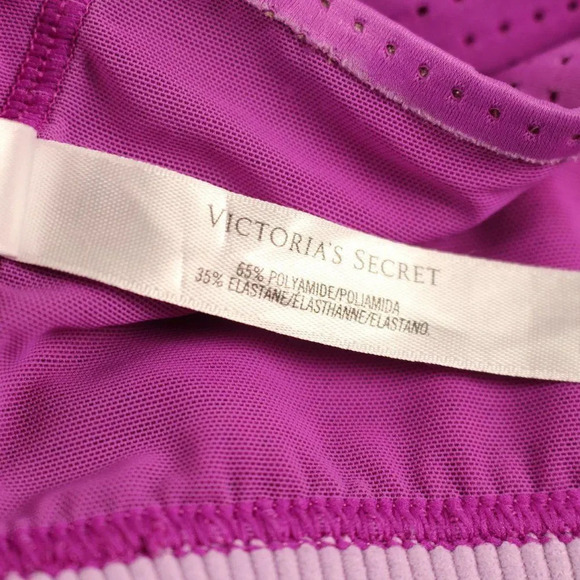 VICTORIA'S SECRET
65% POLYAMIDE/POLIAMIDA
35% ELASTANE/ELASTHANNE/ELASTANO